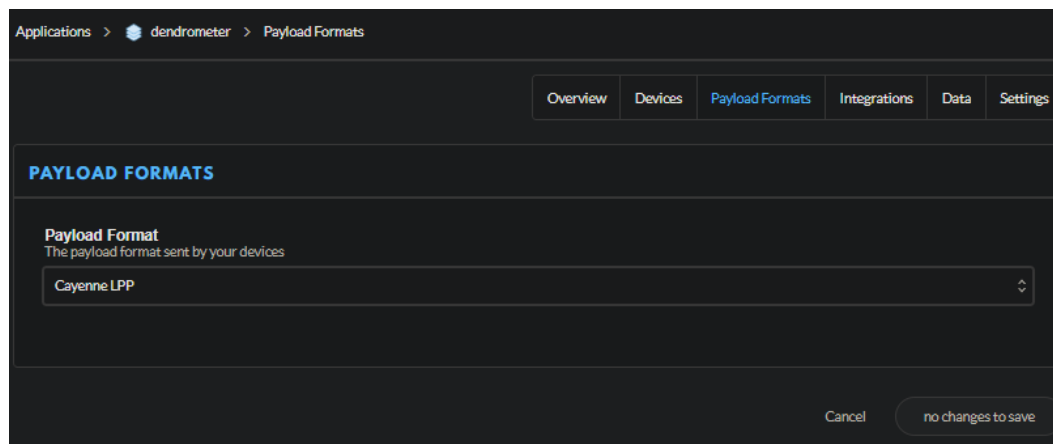 Applications > dendrometer > Payload Formats
Overview Devices Payload Formats Integrations Data Settings
PAYLOAD FORMATS
Payload Format
The payload format sent by your devices
Cayenne LPP
Cancel no changes to save